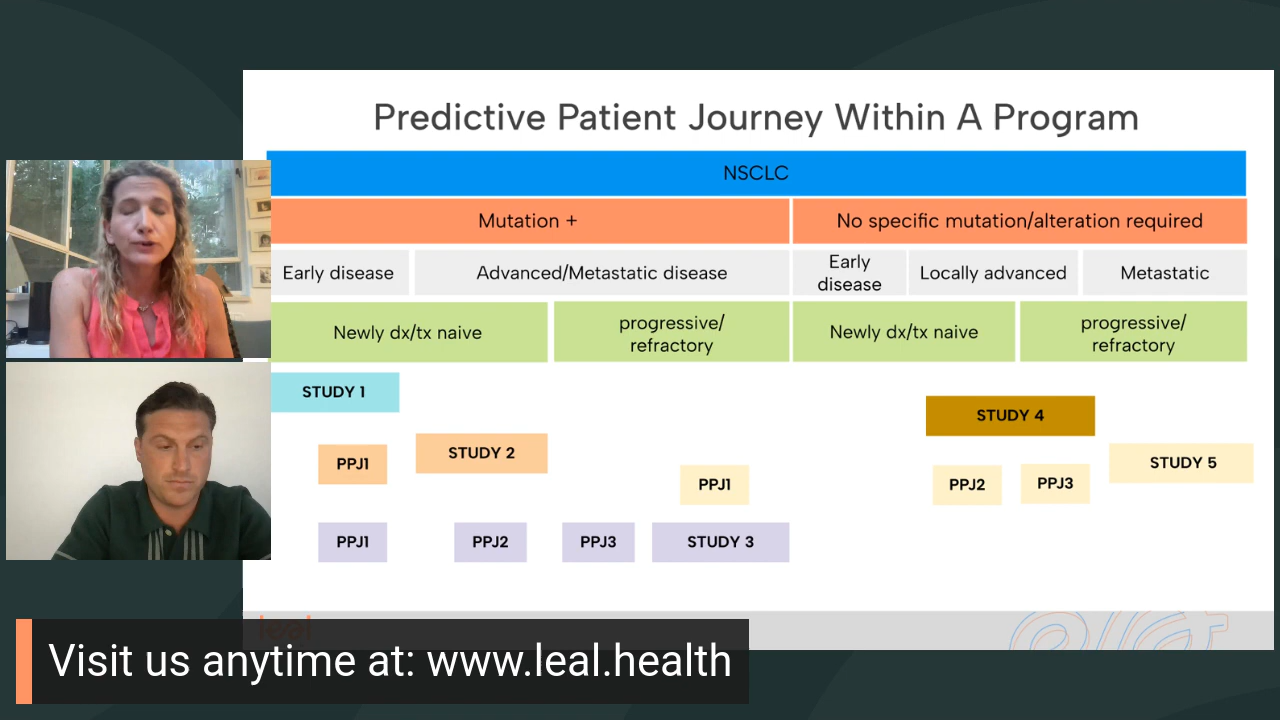 Predictive Patient Journey Within A Program
NSCLC
Mutation +
No specific mutation/alteration required
Early disease
Advanced/Metastatic disease
Early
disease
Locally advanced
Metastatic
Newly dx/tx naive
progressive/
refractory
Newly dx/tx naive
progressive/
refractory
STUDY 1
STUDY 4
PPJ1
STUDY 2
STUDY 5
PPJ1
PPJ2
PPJ3
PPJ1
PPJ2
PPJ3
STUDY 3
leal
Visit us anytime at: www.leal.health